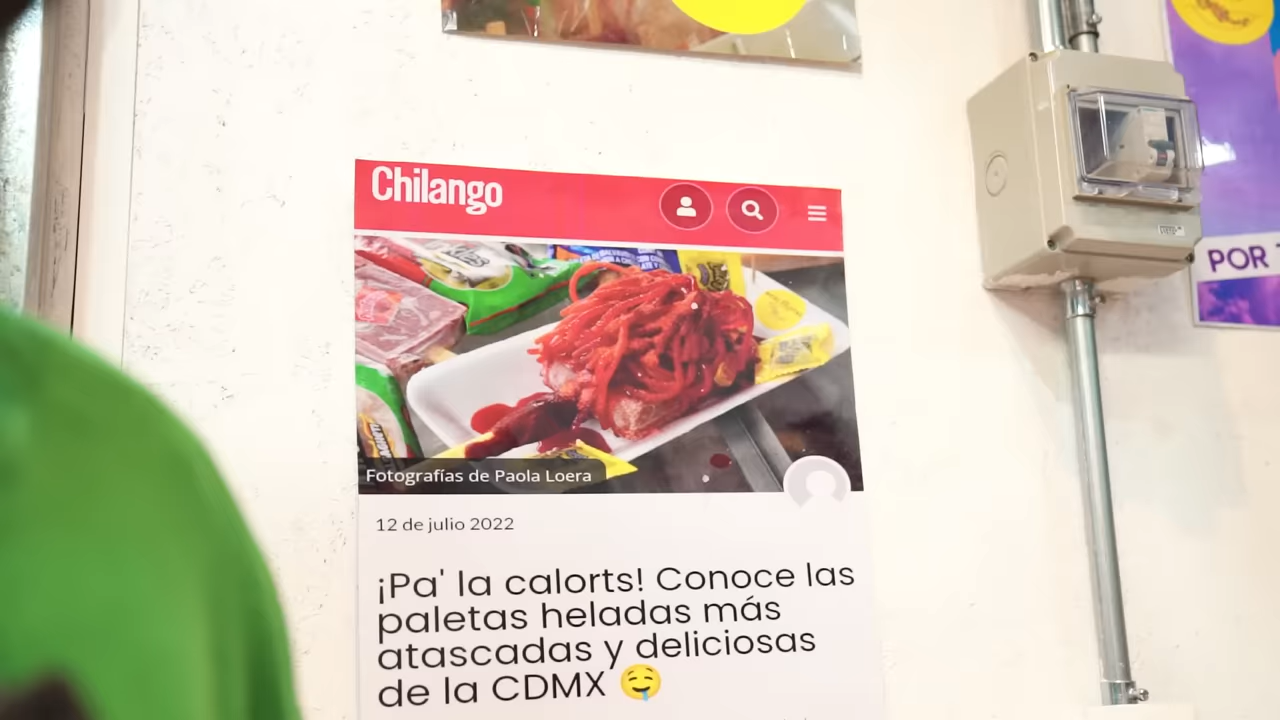 Chilango
Fotografías de Paola Loera
12 de julio 2022
¡Pa' la calorts! Conoce las
paletas heladas más
atascadas y deliciosas
de la CDMX 🤤
POR